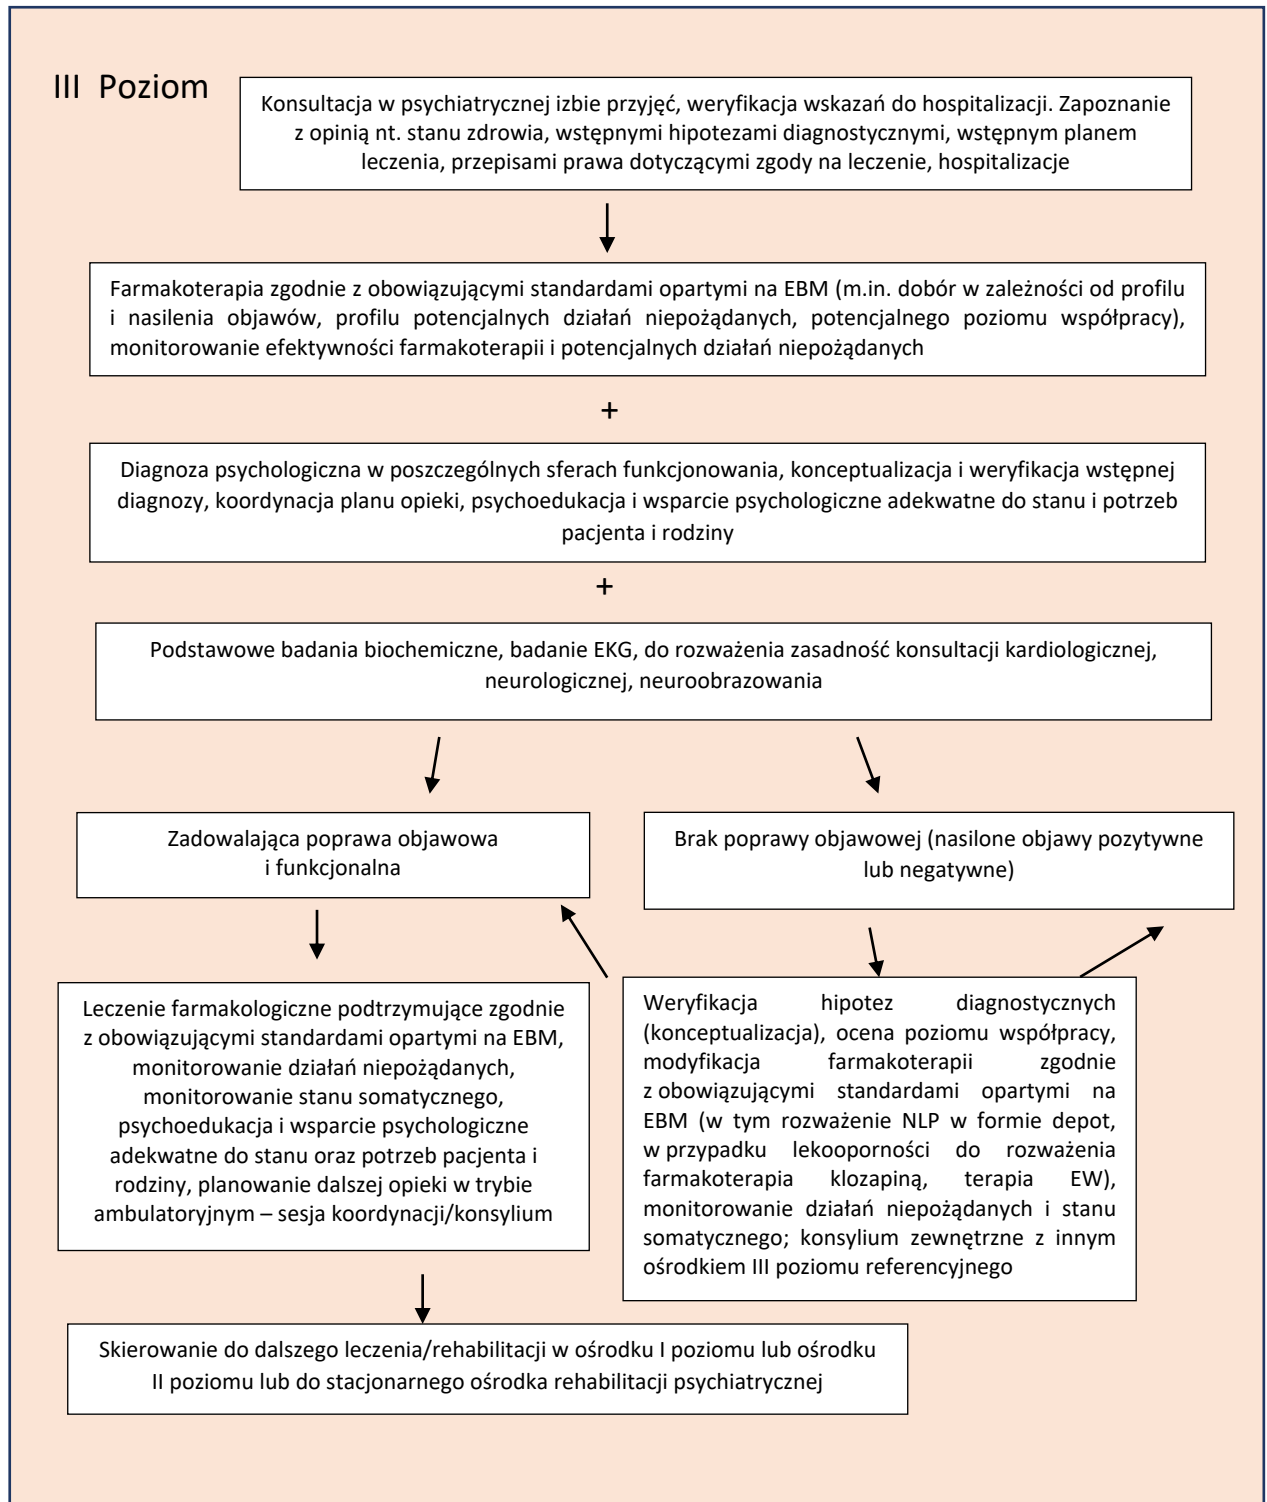 III Poziom
Konsultacja w psychiatrycznej izbie przyjęć, weryfikacja wskazań do hospitalizacji. Zapoznanie
z opinią nt. stanu zdrowia, wstępnymi hipotezami diagnostycznymi, wstępnym planem
leczenia, przepisami prawa dotyczącymi zgody na leczenie, hospitalizacje
Farmakoterapia zgodnie z obowiązującymi standardami opartymi na EBM (m.in. dobór w zależności od profilu
i nasilenia objawów, profilu potencjalnych działań niepożądanych, potencjalnego poziomu współpracy),
monitorowanie efektywności farmakoterapii i potencjalnych działań niepożądanych
+
Diagnoza psychologiczna w poszczególnych sferach funkcjonowania, konceptualizacja i weryfikacja wstępnej
diagnozy, koordynacja planu opieki, psychoedukacja i wsparcie psychologiczne adekwatne do stanu i potrzeb
pacjenta i rodziny
+
Podstawowe badania biochemiczne, badanie EKG, do rozważenia zasadność konsultacji kardiologicznej,
neurologicznej, neuroobrazowania
Zadowalająca poprawa objawowa
i funkcjonalna
Brak poprawy objawowej (nasilone objawy pozytywne
lub negatywne)
Leczenie farmakologiczne podtrzymujące zgodnie
z obowiązującymi standardami opartymi na EBM,
monitorowanie działań niepożądanych,
monitorowanie stanu somatycznego,
psychoedukacja i wsparcie psychologiczne
adekwatne do stanu oraz potrzeb pacjenta i
rodziny, planowanie dalszej opieki w trybie
ambulatoryjnym – sesja koordynacji/konsylium
Weryfikacja hipotez diagnostycznych
(konceptualizacja), ocena poziomu współpracy,
modyfikacja farmakoterapii zgodnie
z obowiązującymi standardami opartymi na
EBM (w tym rozważenie NLP w formie depot,
w przypadku lekooporności do rozważenia
farmakoterapia klozapiną, terapia EW),
monitorowanie działań niepożądanych i stanu
somatycznego; konsylium zewnętrzne z innym
ośrodkiem III poziomu referencyjnego
Skierowanie do dalszego leczenia/rehabilitacji w ośrodku I poziomu lub ośrodku
II poziomu lub do stacjonarnego ośrodka rehabilitacji psychiatrycznej